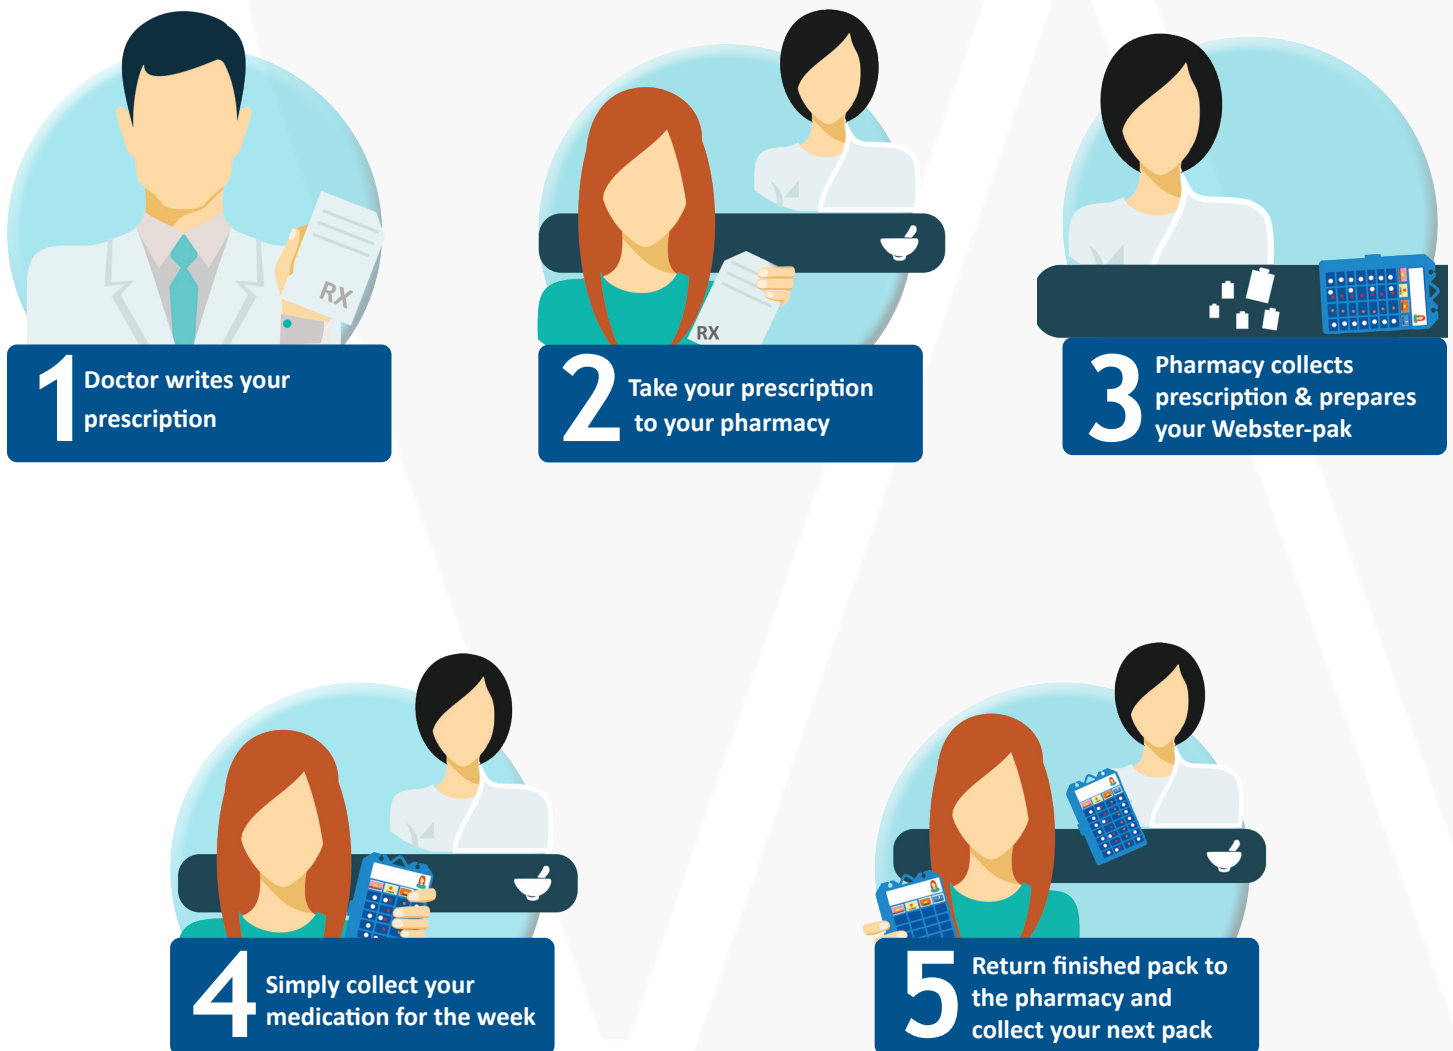 RX
1
Doctor writes your
prescription
RX
2
Take your prescription
to your pharmacy
3
Pharmacy collects
prescription & prepares
your Webster-pak
4
Simply collect your
medication for the week
5
Return finished pack to
the pharmacy and
collect your next pack